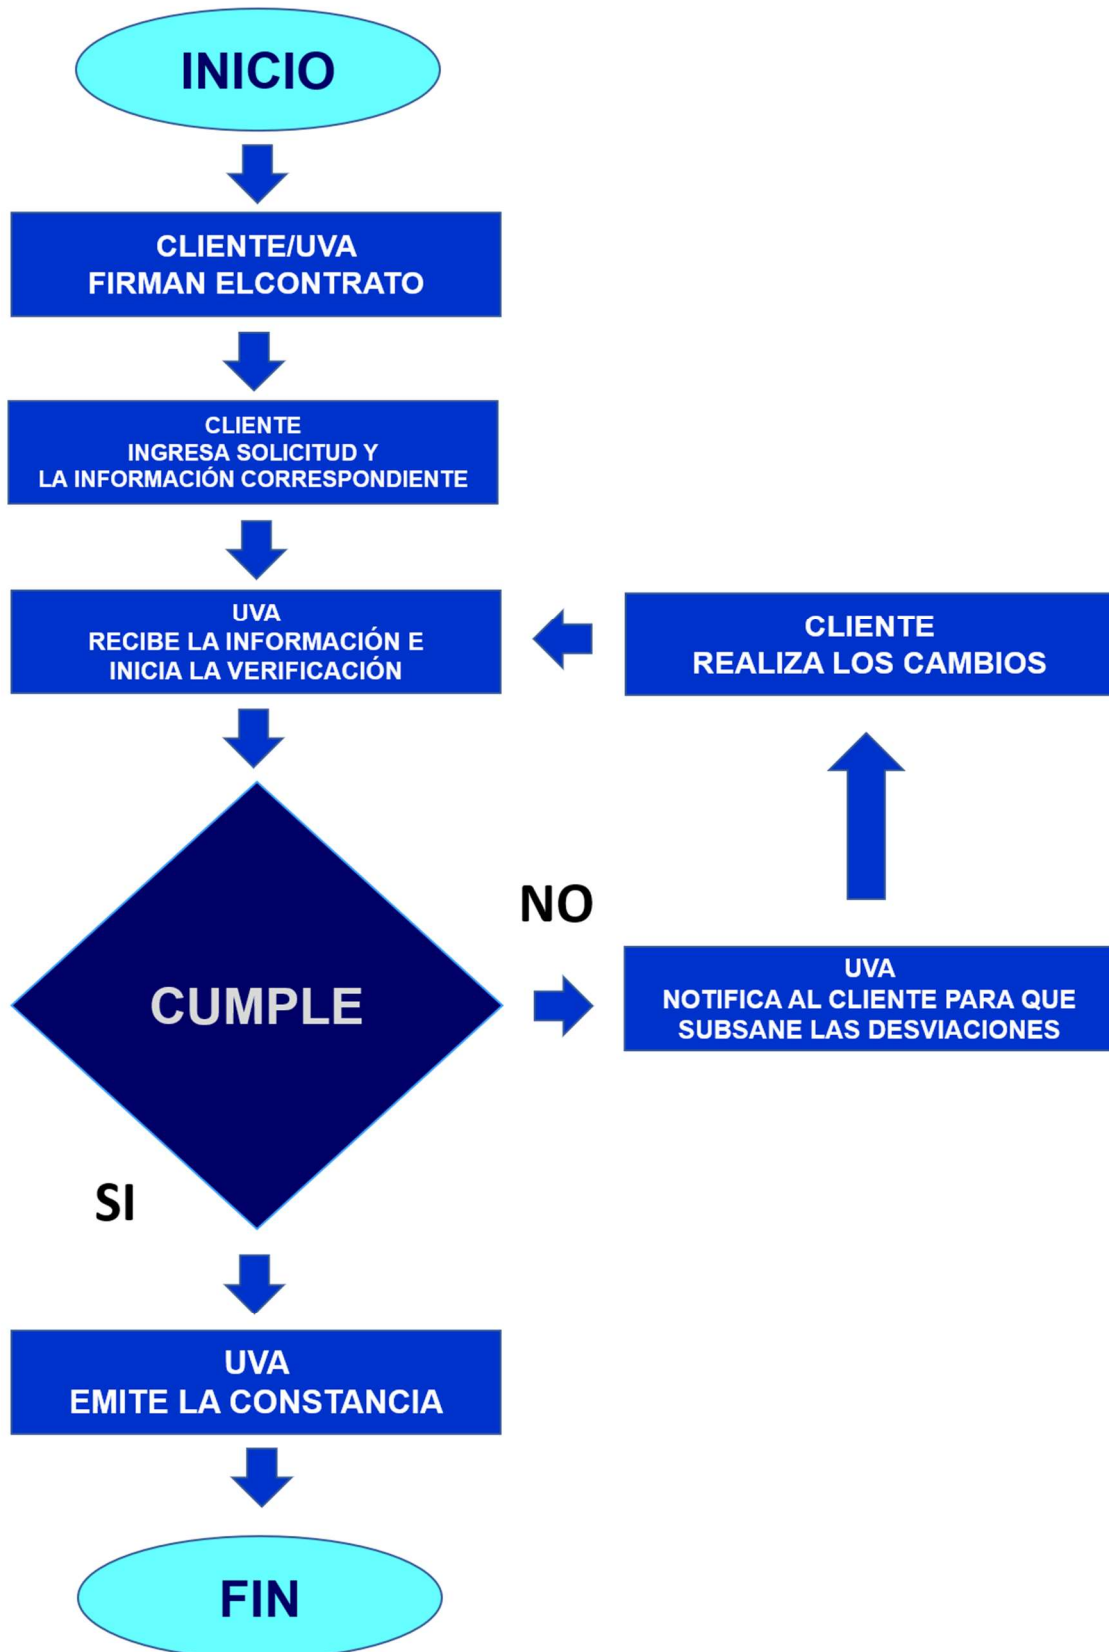 INICIO
CLIENTE/UVA
FIRMAN ELCONTRATO
CLIENTE
INGRESA SOLICITUD Y
LA INFORMACIÓN CORRESPONDIENTE
UVA
RECIBE LA INFORMACIÓN E
INICIA LA VERIFICACIÓN
CLIENTE
REALIZA LOS CAMBIOS
NO
CUMPLE
UVA
NOTIFICA AL CLIENTE PARA QUE
SUBSANE LAS DESVIACIONES
SI
UVA
EMITE LA CONSTANCIA
FIN